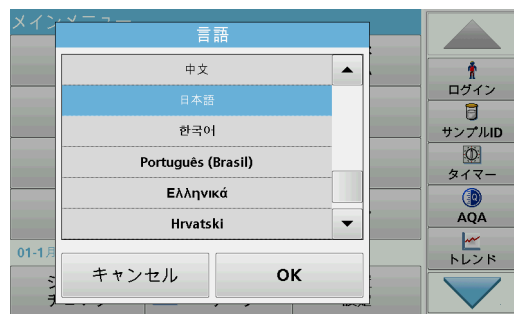 メインメニュー
言語
中文
日本語
한국어
Português (Brasil)
Ελληνικά
Hrvatski
キャンセル
OK
01-1月
ログイン
サンプルID
タイマー
AQA
トレンド